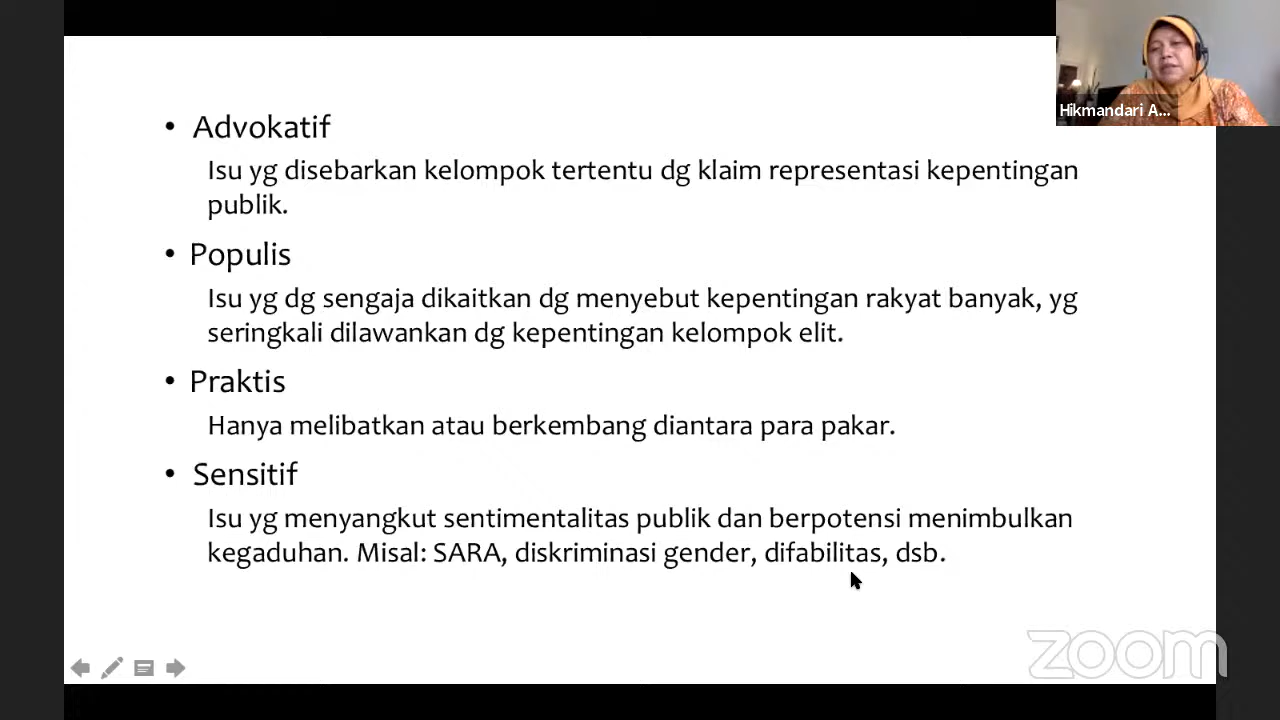 • Advokatif
Isu yg disebarkan kelompok tertentu dg klaim representasi kepentingan
publik.
• Populis
Isu yg dg sengaja dikaitkan dg menyebut kepentingan rakyat banyak, yg
seringkali dilawankan dg kepentingan kelompok elit.
• Praktis
Hanya melibatkan atau berkembang diantara para pakar.
• Sensitif
Isu yg menyangkut sentimentalitas publik dan berpotensi menimbulkan
kegaduhan. Misal: SARA, diskriminasi gender, difabilitas, dsb.
Hikmandari A...
zoom